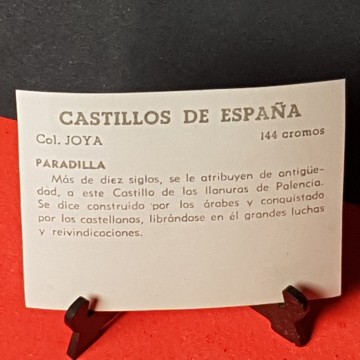 CASTILLOS DE ESPAÑA
Col. JOYA 144 cromos
PARADILLA
Más de diez siglos, se le atribuyen de antigüe-
dad, a este Castillo de las llanuras de Palencia.
Se dice construido por los árabes y conquistado
por los castellanos, librándose en él grandes luchas
y reivindicaciones.